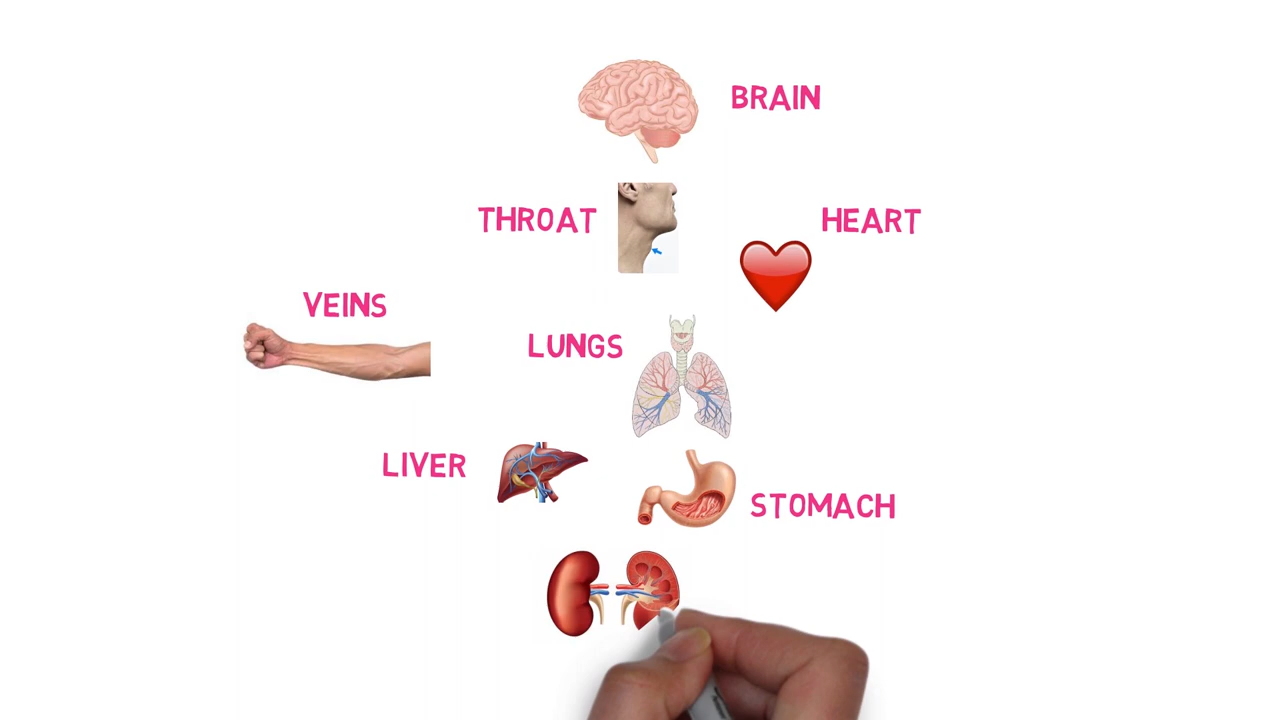 BRAIN
THROAT
HEART
VEINS
LUNGS
LIVER
STOMACH